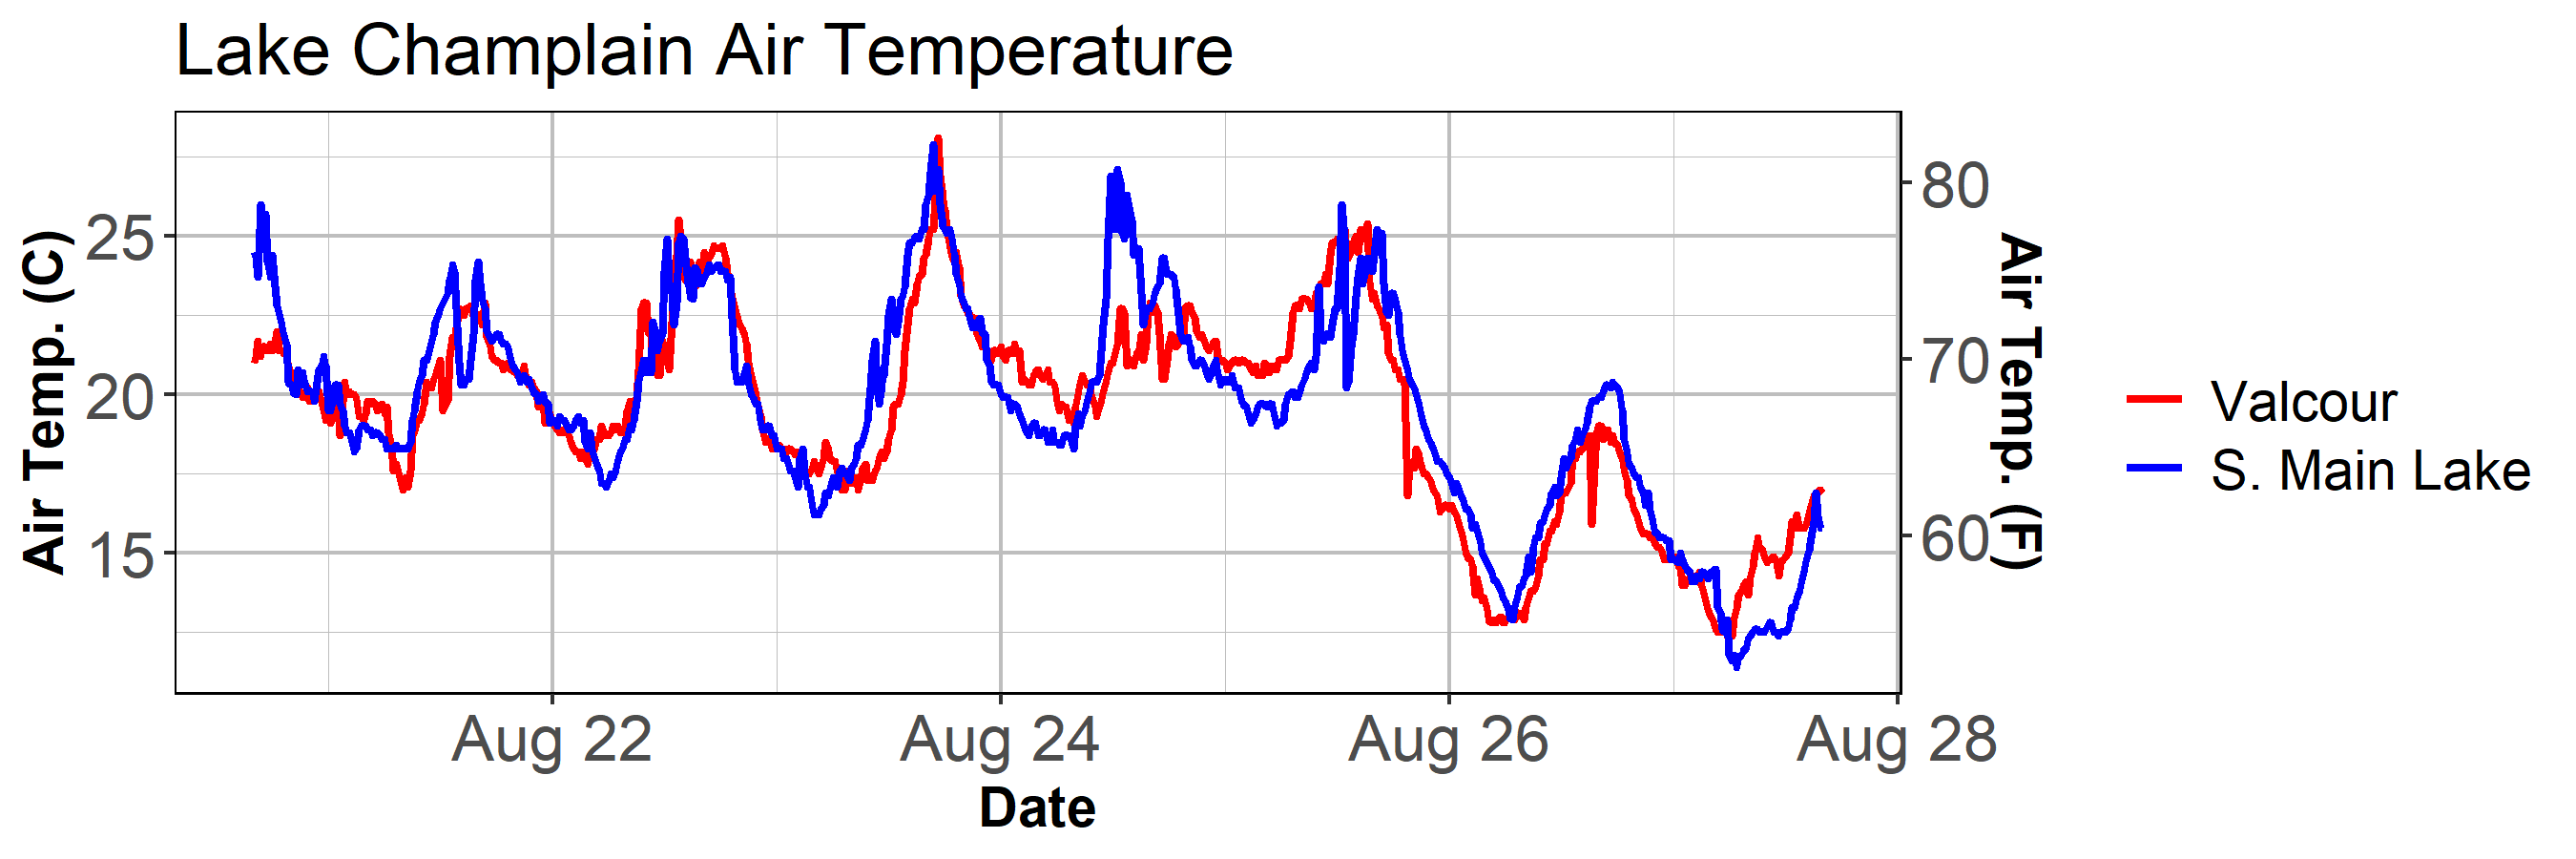 Lake Champlain Air Temperature
Air Temp. (C)
25
20
15
80
70
60
Air Temp. (F)
Aug 22
Aug 24
Aug 26
Aug 28
Date
Valcour
S. Main Lake